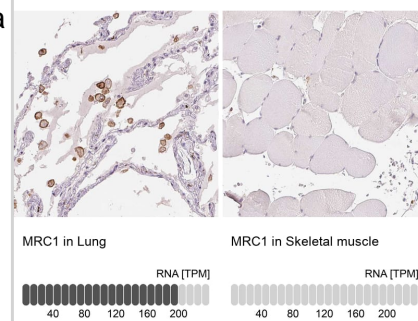 a
MRC1 in Lung
MRC1 in Skeletal muscle
RNA [TPM]
RNA [TPM]
40 80 120 160 200
40 80 120 160 200